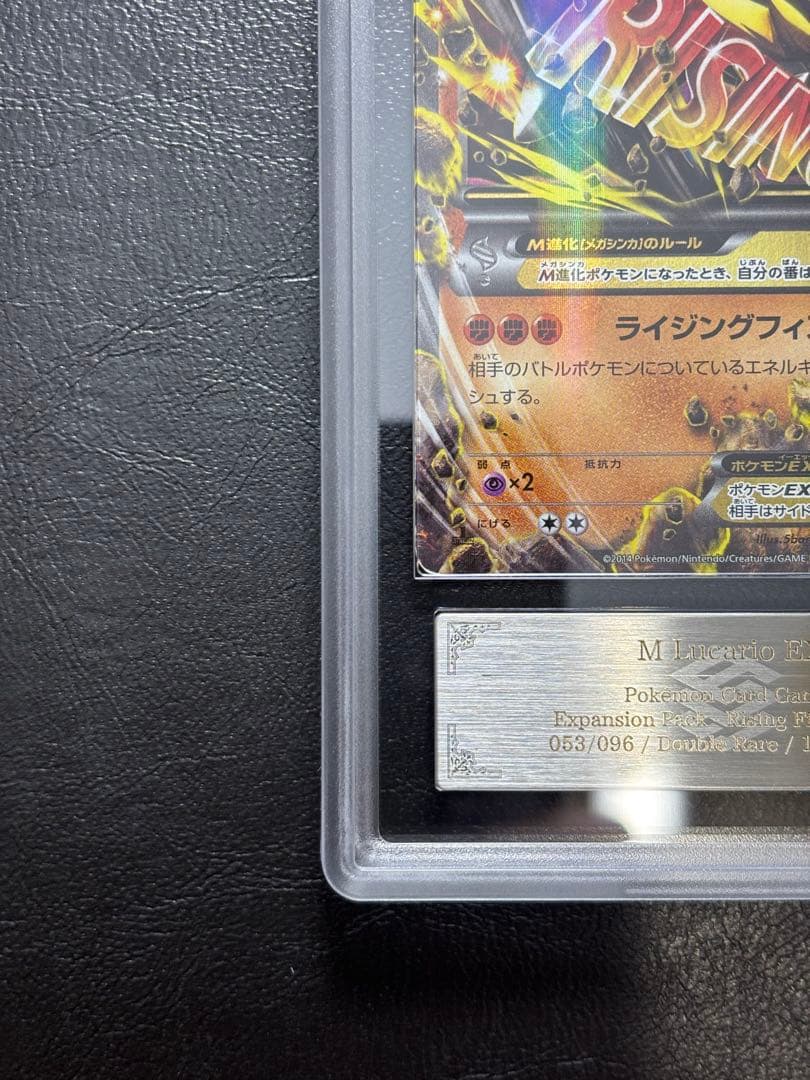 RISING
M進化[メガシンカ]のルール
M進化ポケモンになったとき、自分の番は
ライジングフィ
相手のバトルポケモンについているエネルギ
シュする。
弱点
抵抗力
×2
ポケモンEX
ポケモンEX
相手はサイド
にげる
Illus.5ban
©2014 Pokémon/Nintendo/Creatures/GAME
M Lucario E
Pokémon Card Gam
Expansion Pack - Rising Fi
053/096 / Double Rare / 1